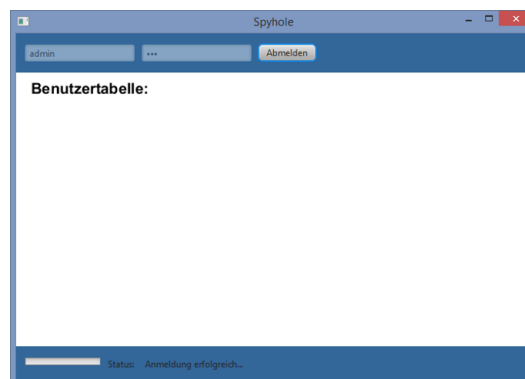 Spyhole
admin ••• Abmelden
Benutzertabelle:
Status: Anmeldung erfolgreich...